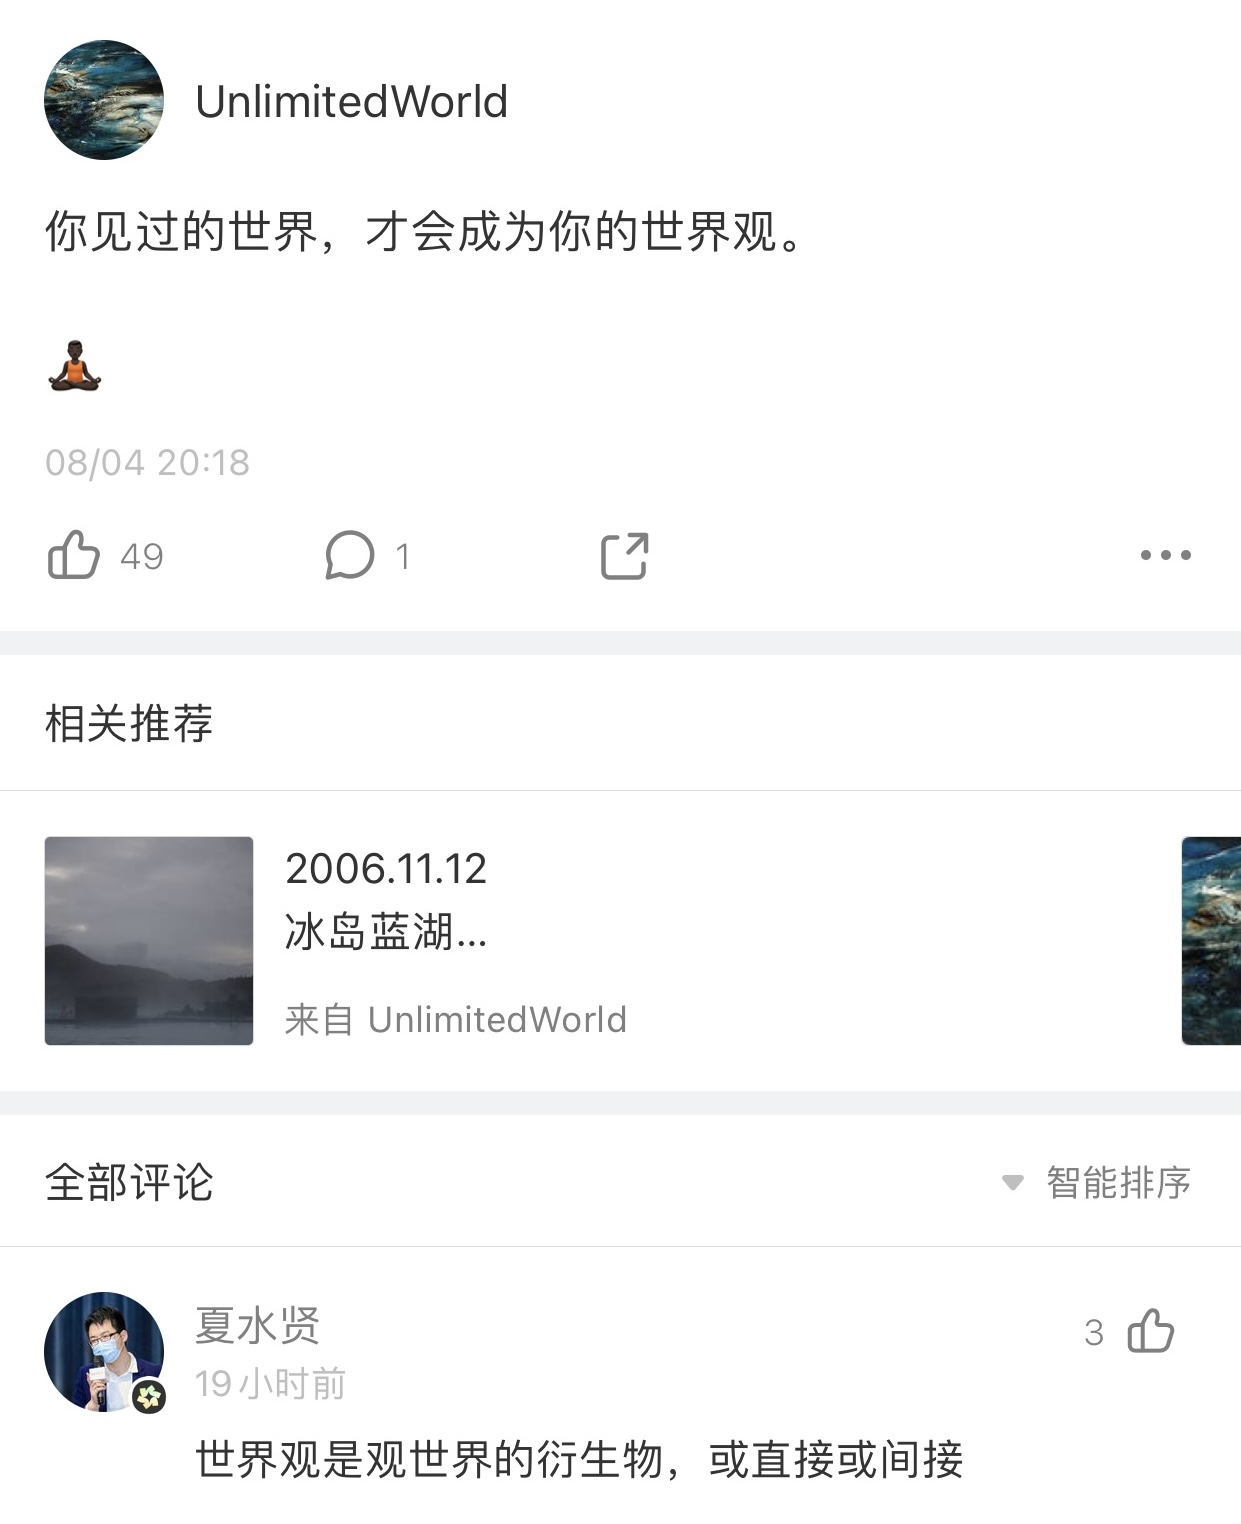 UnlimitedWorld
你见过的世界，才会成为你的世界观。
08/04 20:18
49
1
相关推荐
2006.11.12
冰岛蓝湖...
来自 UnlimitedWorld
全部评论
智能排序
夏水贤
3
19小时前
世界观是观世界的衍生物，或直接或间接